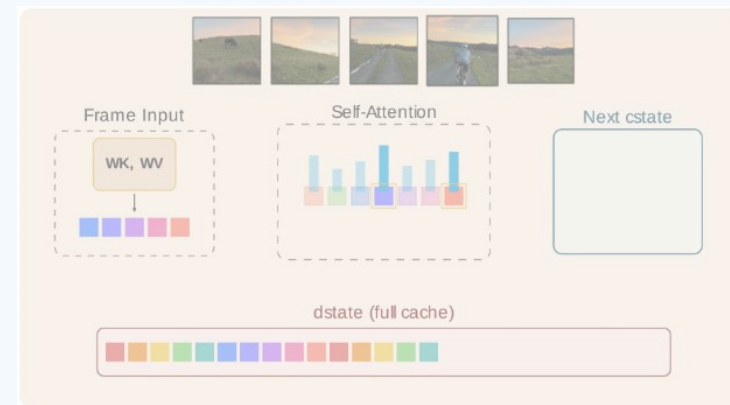 Frame Input
Self-Attention
Next cstate
WK, WV
dstate (full cache)